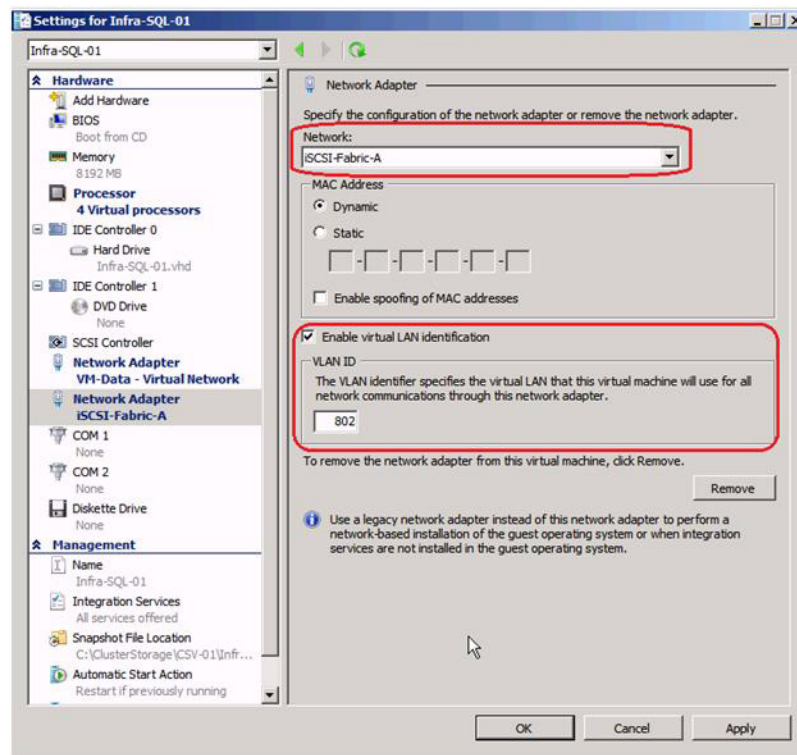 Settings for Infra-SQL-01
Infra-SQL-01
Hardware
Add Hardware
BIOS
Boot from CD
Memory
8192 MB
Processor
4 Virtual processors
IDE Controller 0
Hard Drive
Infra-SQL-01.vhd
IDE Controller 1
DVD Drive
None
SCSI Controller
Network Adapter
VM-Data - Virtual Network
Network Adapter
iSCSI-Fabric-A
COM 1
None
COM 2
None
Diskette Drive
None
Management
Name
Infra-SQL-01
Integration Services
All services offered
Snapshot File Location
C:\ClusterStorage\CSV-01\Infr...
Automatic Start Action
Restart if previously running
Network Adapter
Specify the configuration of the network adapter or remove the network adapter.
Network:
iSCSI-Fabric-A
MAC Address
Dynamic
Static
- - - - -
Enable spoofing of MAC addresses
Enable virtual LAN identification
VLAN ID
The VLAN identifier specifies the virtual LAN that this virtual machine will use for all
network communications through this network adapter.
802
To remove the network adapter from this virtual machine, click Remove.
Remove
Use a legacy network adapter instead of this network adapter to perform a
network-based installation of the guest operating system or when integration
services are not installed in the guest operating system.
OK
Cancel
Apply